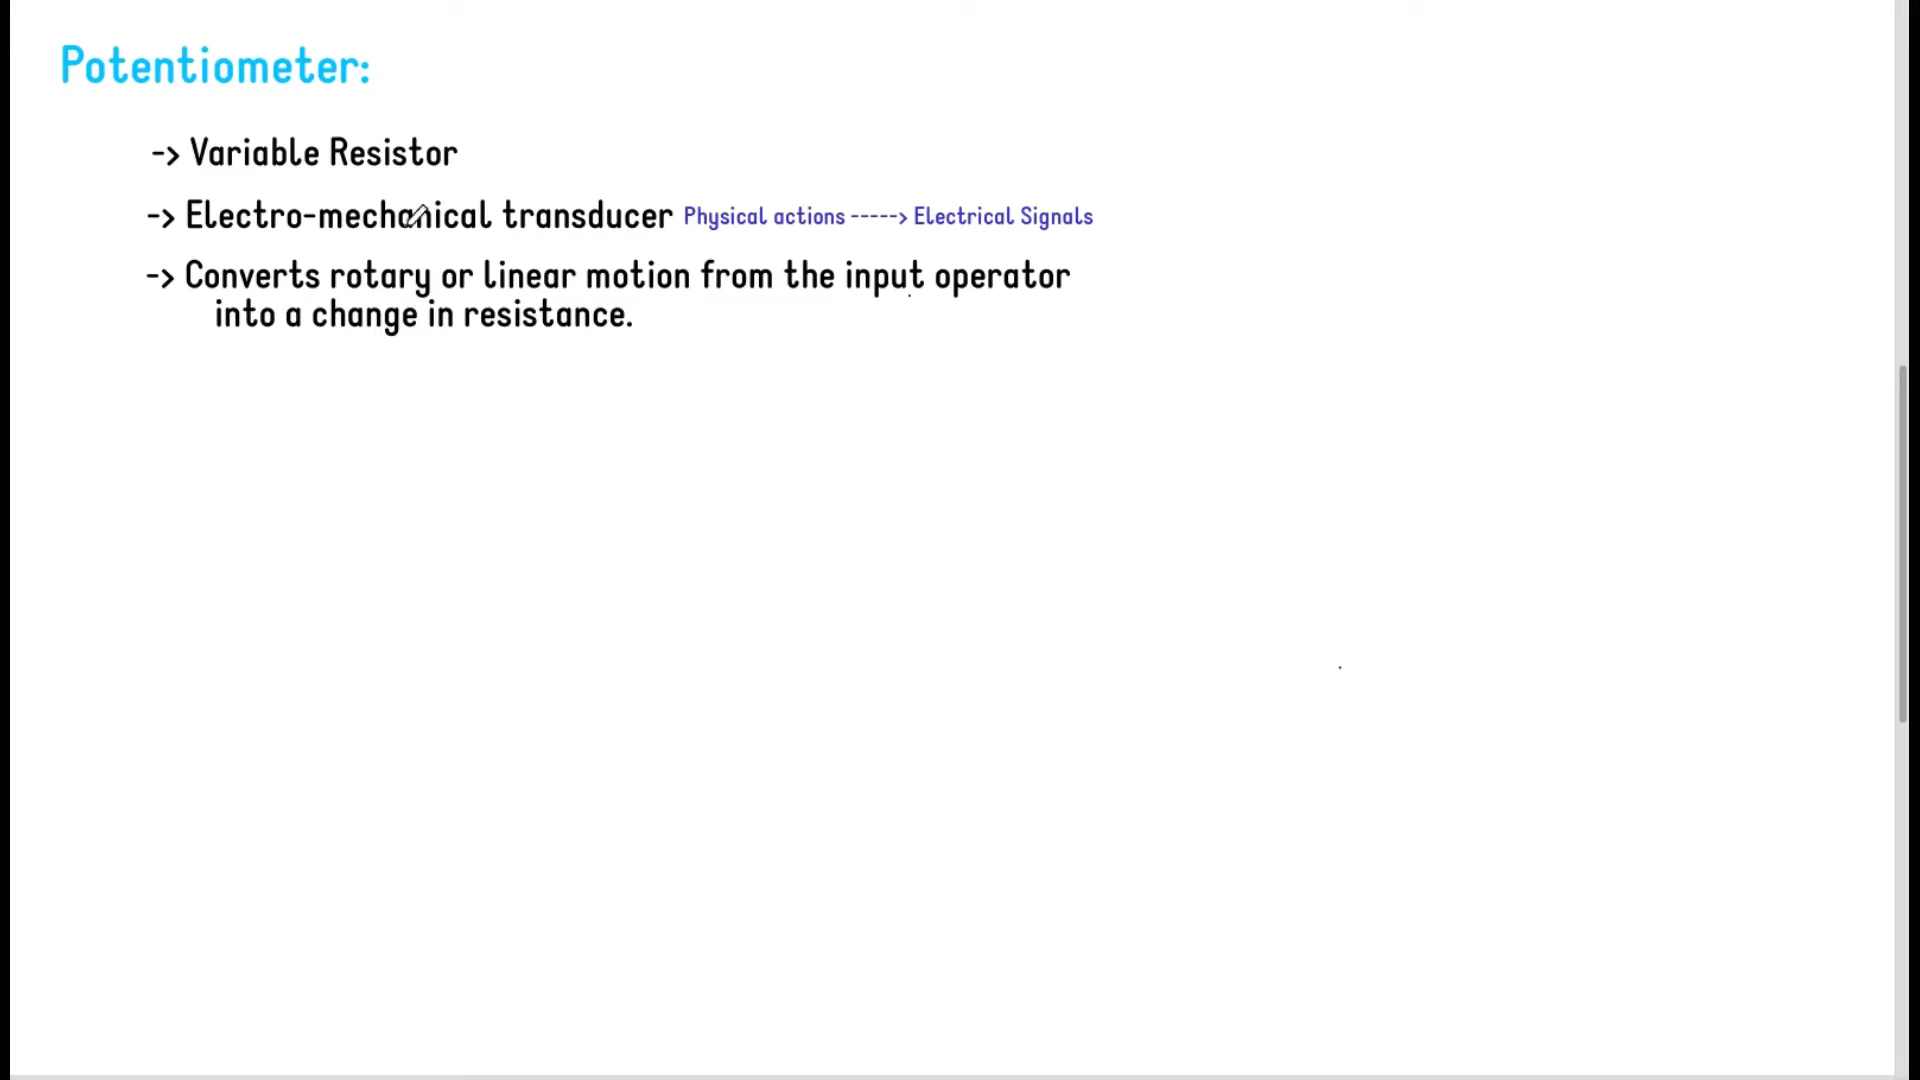 Potentiometer:
-> Variable Resistor
-> Electro-mechanical transducer Physical actions -----> Electrical Signals
-> Converts rotary or linear motion from the input operator
into a change in resistance.